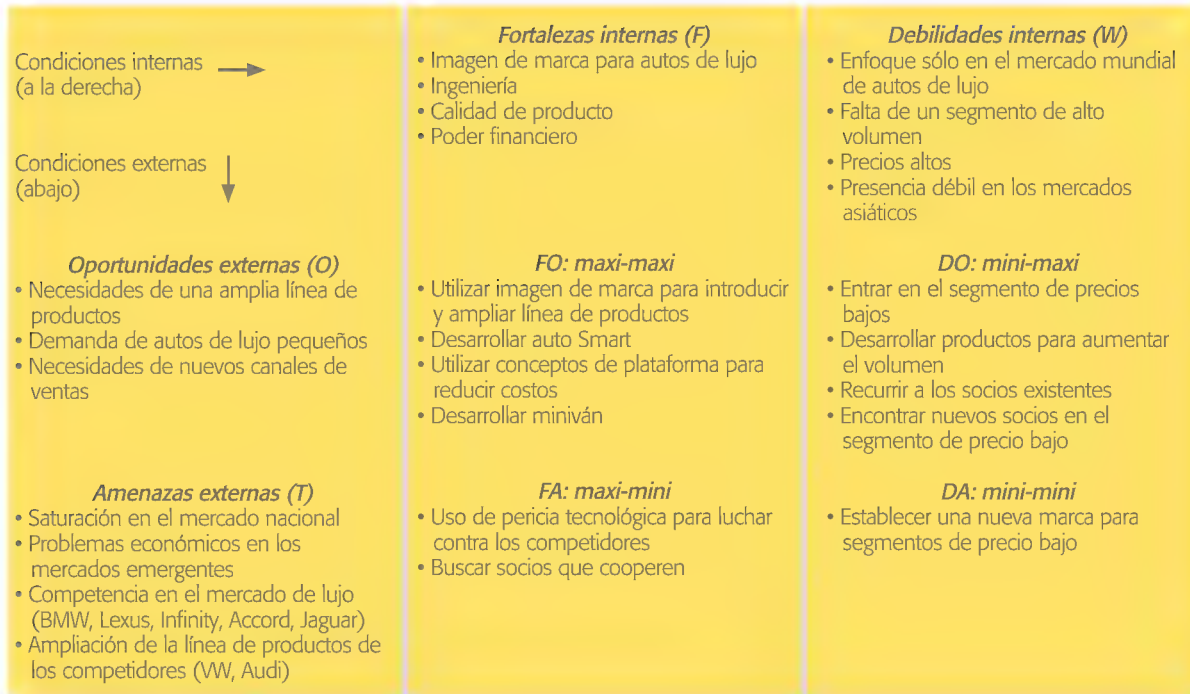 Condiciones internas
(a la derecha)
Condiciones externas
(abajo)
Fortalezas internas (F)
• Imagen de marca para autos de lujo
• Ingeniería
• Calidad de producto
• Poder financiero
Debilidades internas (W)
• Enfoque sólo en el mercado mundial
de autos de lujo
• Falta de un segmento de alto
volumen
• Precios altos
• Presencia débil en los mercados
asiáticos
Oportunidades externas (O)
• Necesidades de una amplia línea de
productos
• Demanda de autos de lujo pequeños
• Necesidades de nuevos canales de
ventas
FO: maxi-maxi
• Utilizar imagen de marca para introducir
y ampliar línea de productos
• Desarrollar auto Smart
• Utilizar conceptos de plataforma para
reducir costos
• Desarrollar miniván
DO: mini-maxi
• Entrar en el segmento de precios
bajos
• Desarrollar productos para aumentar
el volumen
• Recurrir a los socios existentes
• Encontrar nuevos socios en el
segmento de precio bajo
Amenazas externas (T)
• Saturación en el mercado nacional
• Problemas económicos en los
mercados emergentes
• Competencia en el mercado de lujo
(BMW, Lexus, Infinity, Accord, Jaguar)
• Ampliación de la línea de productos de
los competidores (VW, Audi)
FA: maxi-mini
• Uso de pericia tecnológica para luchar
contra los competidores
• Buscar socios que cooperen
DA: mini-mini
• Establecer una nueva marca para
segmentos de precio bajo